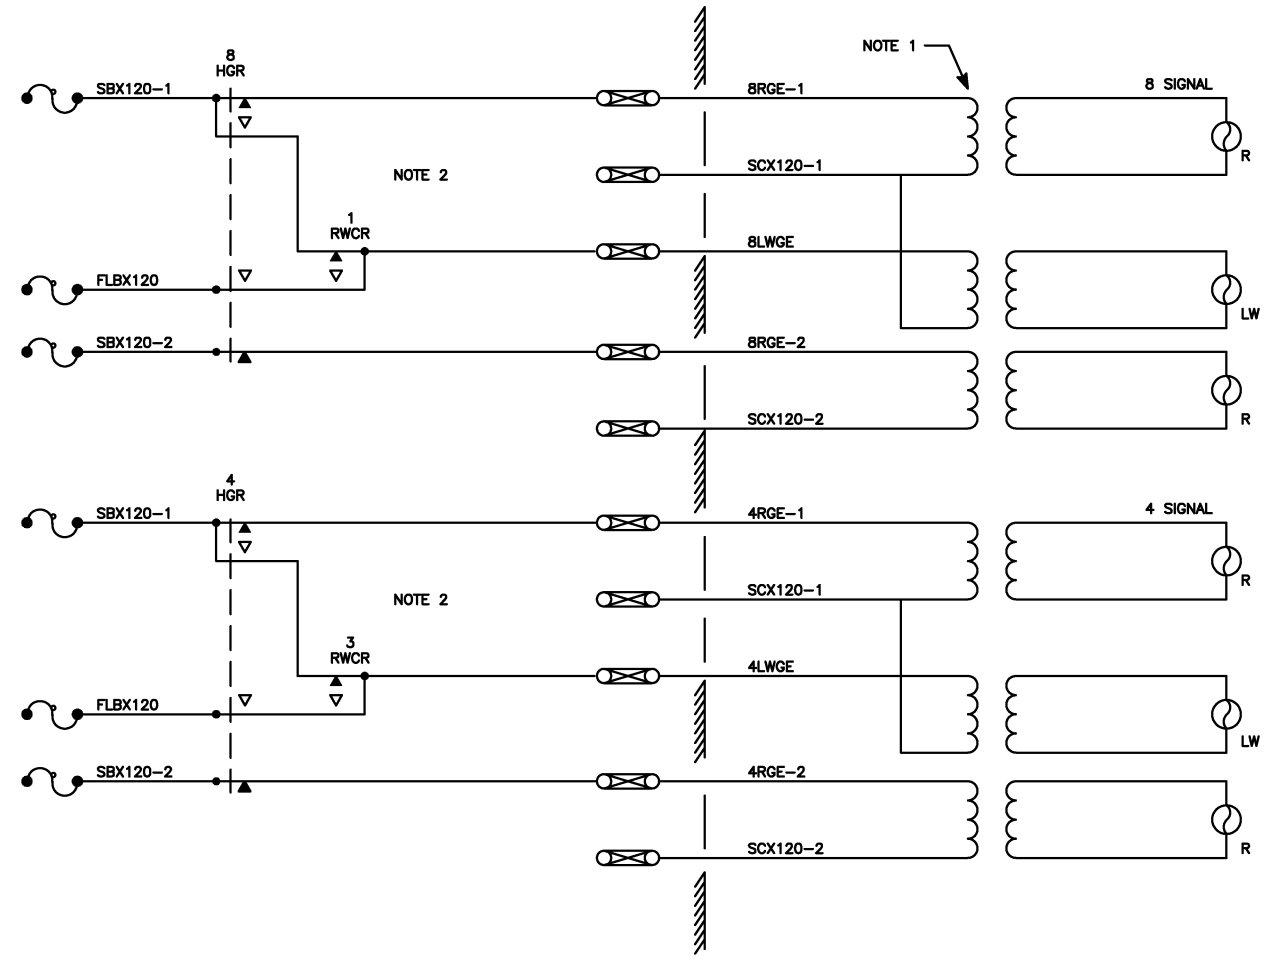 NOTE 1
8
HGR
SBX120-1
8RGE-1
8 SIGNAL
R
SCX120-1
NOTE 2
1
RWCR
8LWGE
FLBX120
LW
SBX120-2
8RGE-2
R
SCX120-2
4
HGR
SBX120-1
4RGE-1
4 SIGNAL
R
SCX120-1
NOTE 2
3
RWCR
4LWGE
FLBX120
LW
SBX120-2
4RGE-2
R
SCX120-2